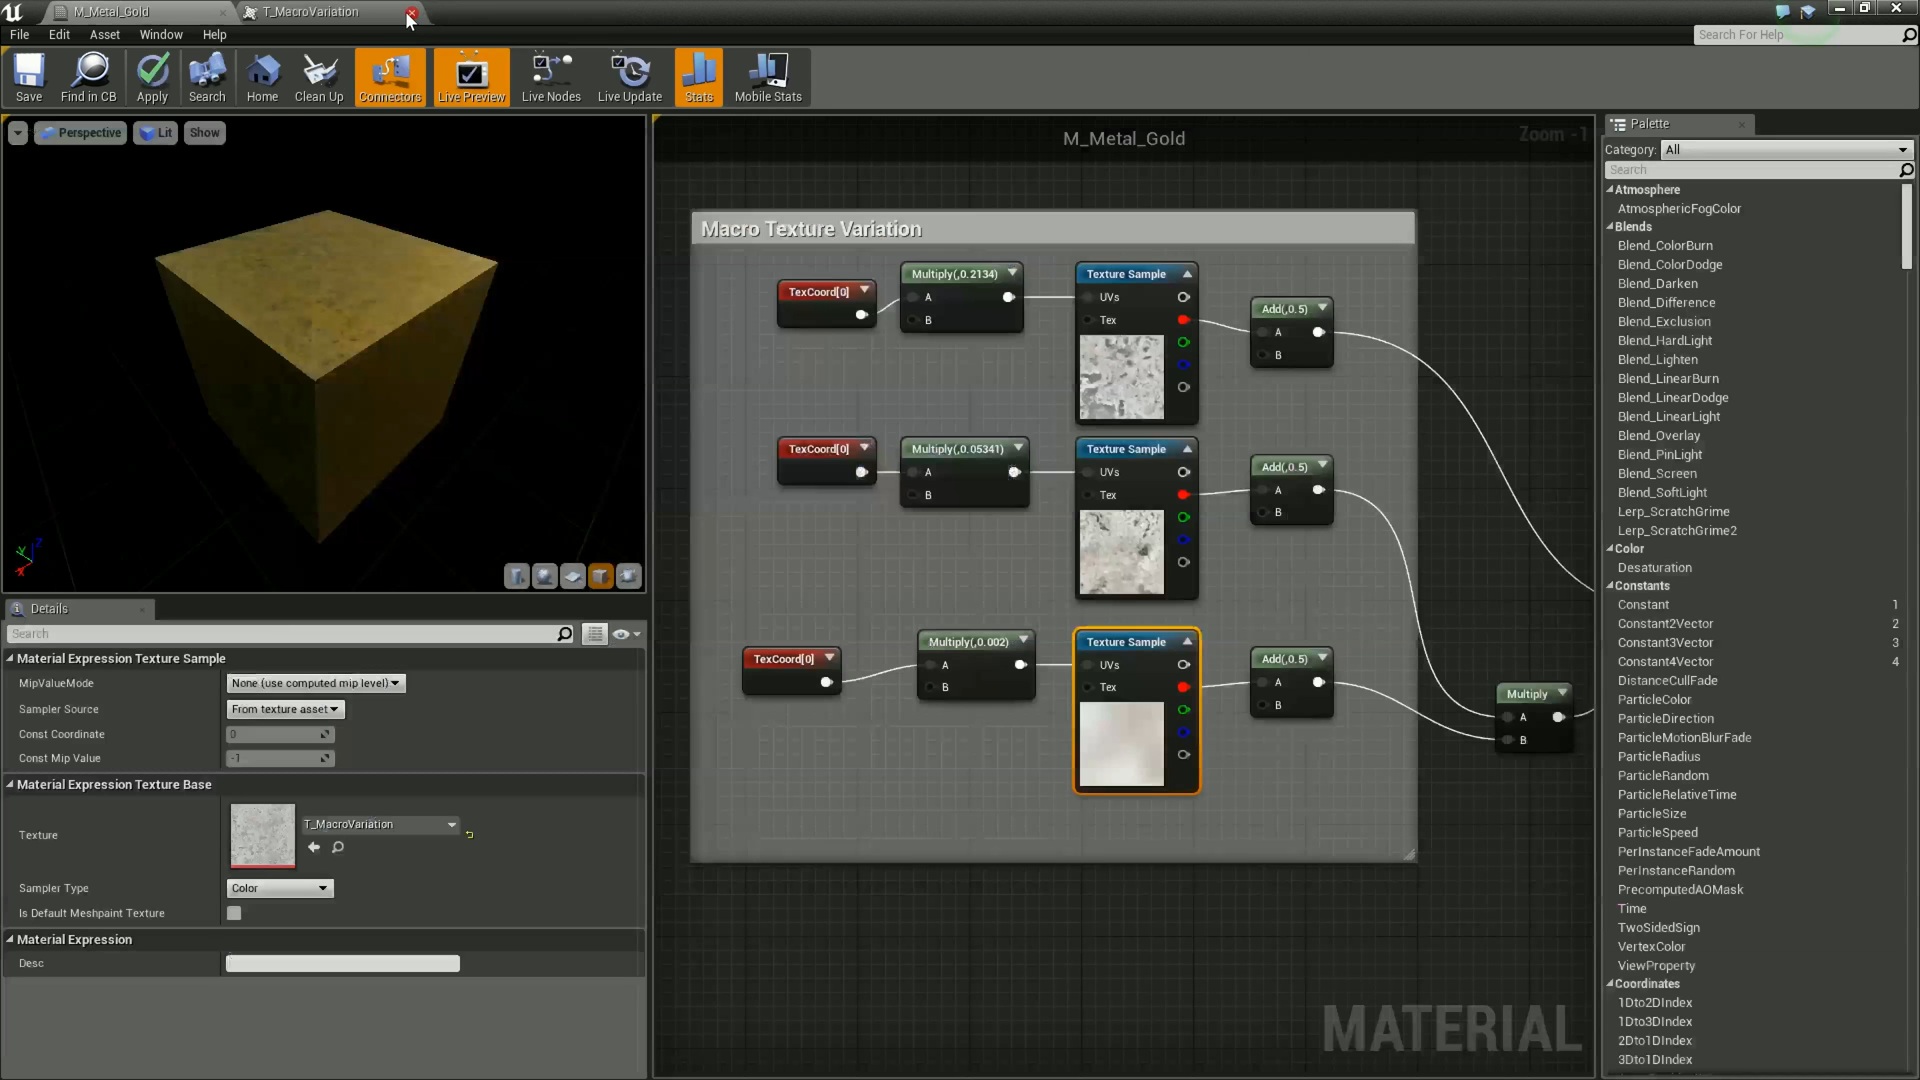 M_Metal_Gold
T_MacroVariation
File
Edit
Asset
Window
Help
Search For Help
Save
Find in CB
Apply
Search
Home
Clean Up
Connectors
Live Preview
Live Nodes
Live Update
Stats
Mobile Stats
Perspective
Lit
Show
Details
Search
Material Expression Texture Sample
MipValueMode
None (use computed mip level)
Sampler Source
From texture asset
Const Coordinate
0
Const Mip Value
-1
Material Expression Texture Base
Texture
T_MacroVariation
Sampler Type
Color
Is Default Meshpaint Texture
Material Expression
Desc
M_Metal_Gold
Zoom -1
Macro Texture Variation
TexCoord[0]
Multiply(,0.2134)
A
B
Texture Sample
UVs
Tex
Add(,0.5)
A
B
TexCoord[0]
Multiply(,0.05341)
A
B
Texture Sample
UVs
Tex
Add(,0.5)
A
B
TexCoord[0]
Multiply(,0.002)
A
B
Texture Sample
UVs
Tex
Add(,0.5)
A
B
Multiply
A
B
MATERIAL
Palette
Category: All
Search
Atmosphere
AtmosphericFogColor
Blends
Blend_ColorBurn
Blend_ColorDodge
Blend_Darken
Blend_Difference
Blend_Exclusion
Blend_HardLight
Blend_Lighten
Blend_LinearBurn
Blend_LinearDodge
Blend_LinearLight
Blend_Overlay
Blend_PinLight
Blend_Screen
Blend_SoftLight
Lerp_ScratchGrime
Lerp_ScratchGrime2
Color
Desaturation
Constants
Constant 1
Constant2Vector 2
Constant3Vector 3
Constant4Vector 4
DistanceCullFade
ParticleColor
ParticleDirection
ParticleMotionBlurFade
ParticleRadius
ParticleRandom
ParticleRelativeTime
ParticleSize
ParticleSpeed
PerInstanceFadeAmount
PerInstanceRandom
PrecomputedAOMask
Time
TwoSidedSign
VertexColor
ViewProperty
Coordinates
1Dto2DIndex
1Dto3DIndex
2Dto1DIndex
3Dto1DIndex